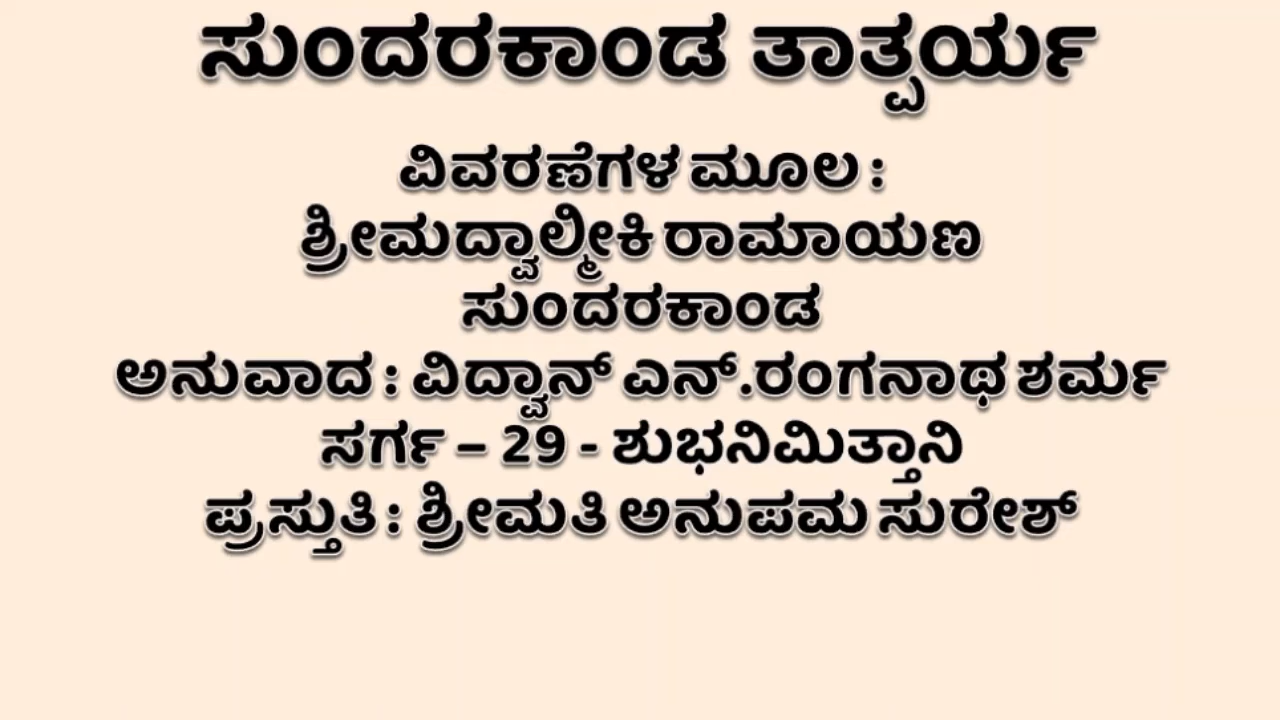 ಸುಂದರಕಾಂಡ ತಾತ್ಪರ್ಯ
ವಿವರಣೆಗಳ ಮೂಲ :
ಶ್ರೀಮದ್ವಾಲ್ಮೀಕಿ ರಾಮಾಯಣ
ಸುಂದರಕಾಂಡ
ಅನುವಾದ : ವಿದ್ವಾನ್ ಎನ್.ರಂಗನಾಥ ಶರ್ಮ
ಸರ್ಗ – 29 - ಶುಭನಿಮಿತ್ತಾನಿ
ಪ್ರಸ್ತುತಿ : ಶ್ರೀಮತಿ ಅನುಪಮ ಸುರೇಶ್